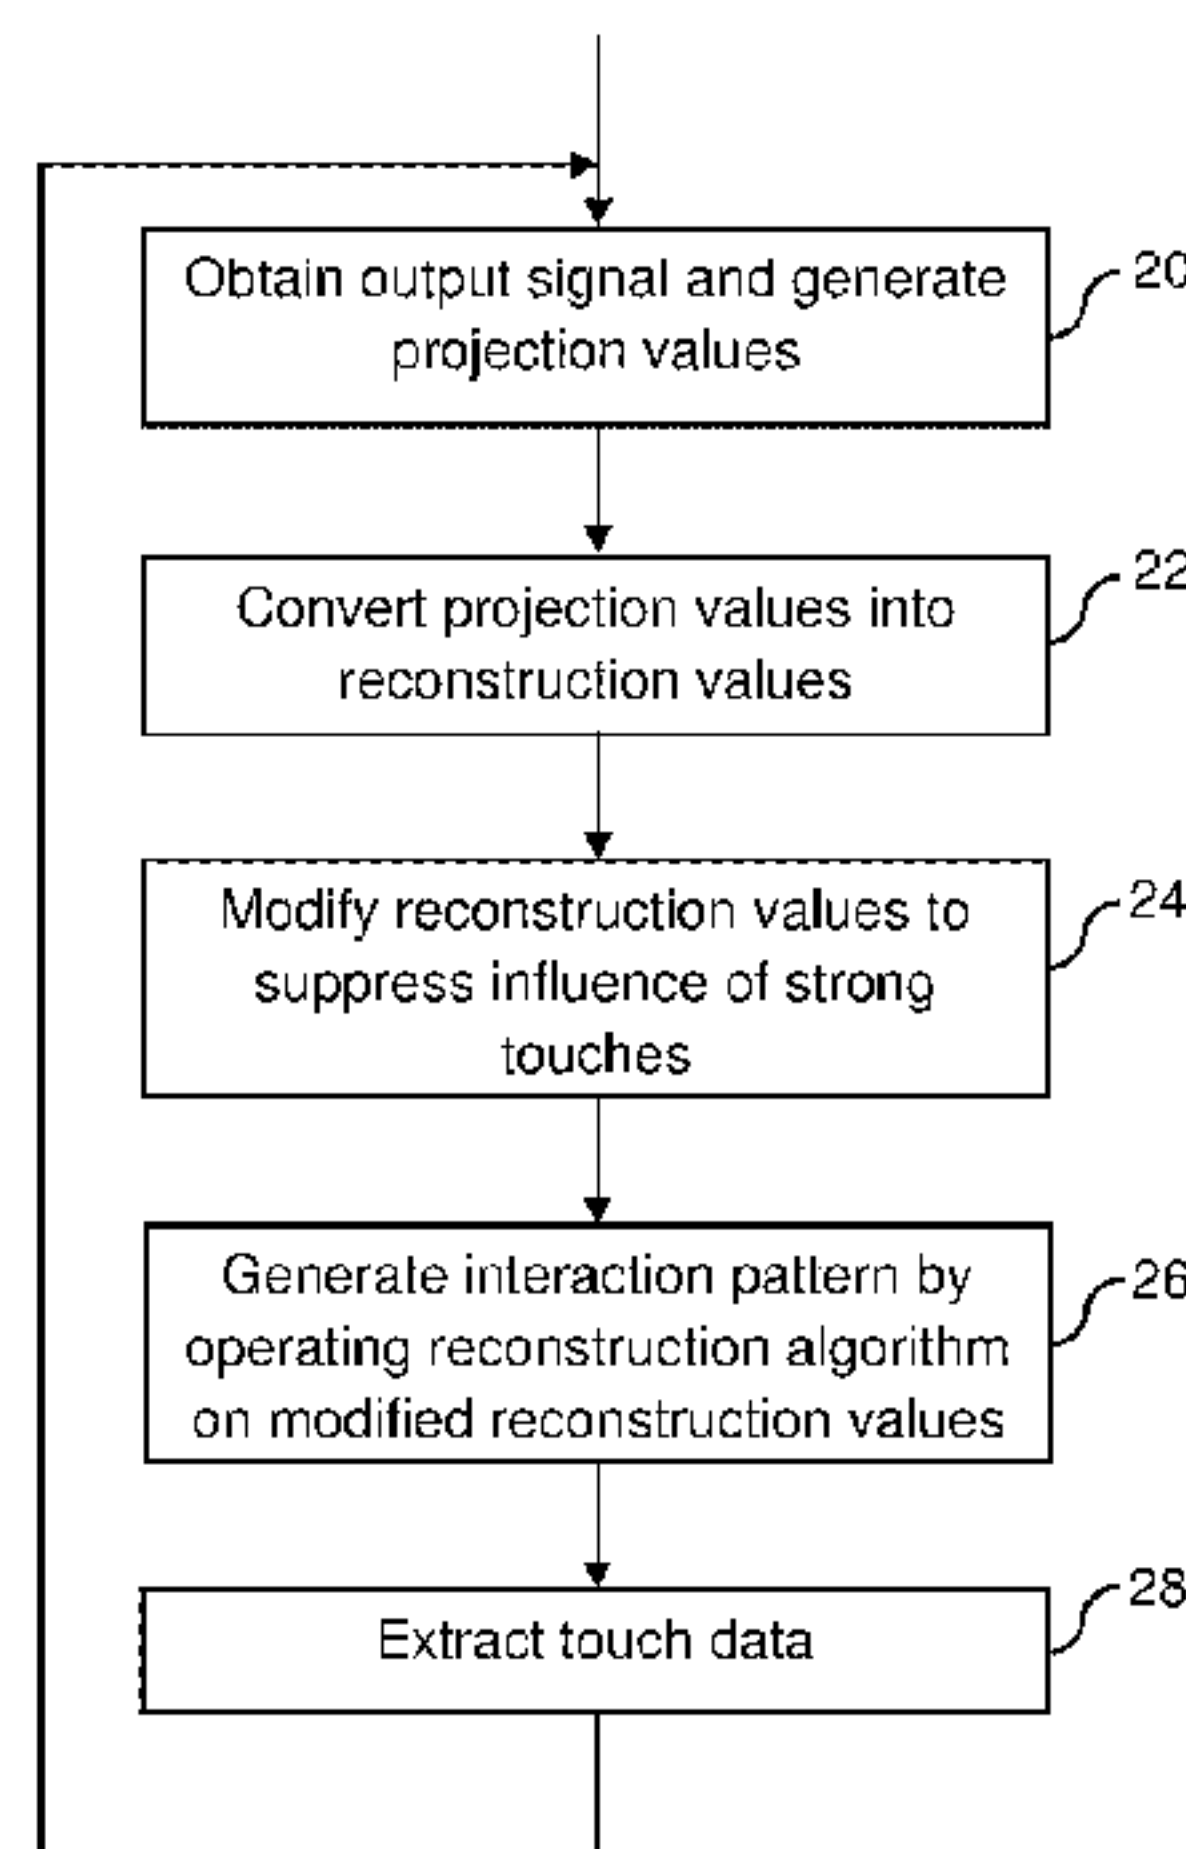 Obtain output signal and generate
projection values
20
Convert projection values into
reconstruction values
22
Modify reconstruction values to
suppress influence of strong
touches
24
Generate interaction pattern by
operating reconstruction algorithm
on modified reconstruction values
26
Extract touch data
28